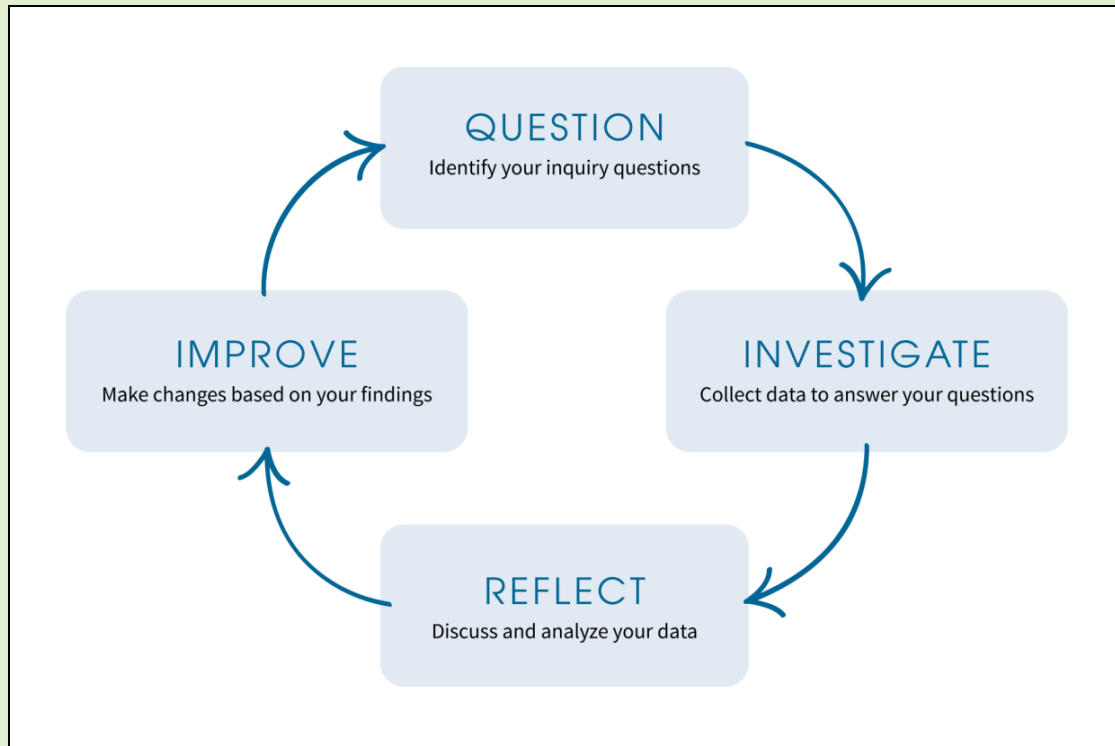 QUESTION
Identify your inquiry questions
INVESTIGATE
Collect data to answer your questions
REFLECT
Discuss and analyze your data
IMPROVE
Make changes based on your findings